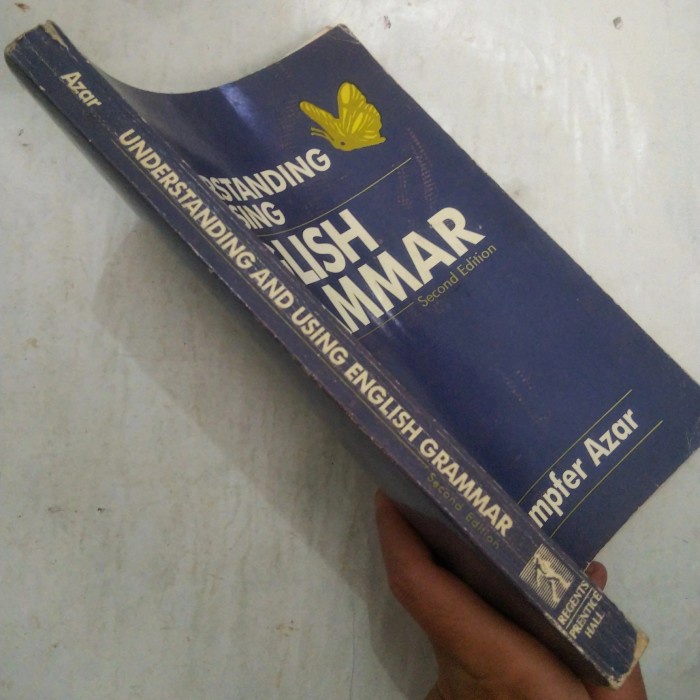 Azar
UNDERSTANDING AND USING ENGLISH GRAMMAR
Second Edition
REGENTS
PRENTICE
HALL
RSTANDING
SING
LISH
MMAR
Second Edition
mpfer Azar